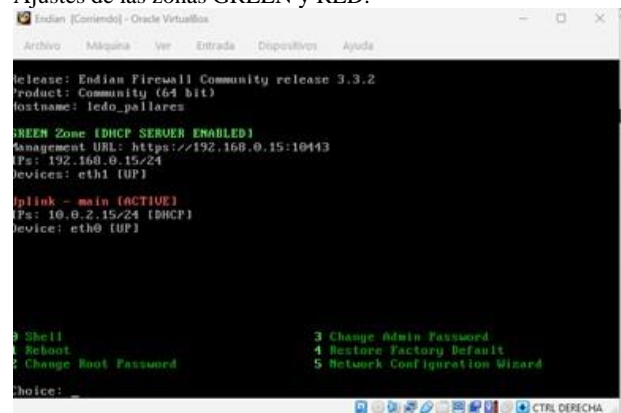 Ajustes de las zonas GREEN y RED.
Endian [Corriendo] - Oracle VirtualBox
Archivo Máquina Ver Entrada Dispositivos Ayuda
Release: Endian Firewall Community release 3.3.2
Product: Community (64 bit)
Hostname: ledo_pallares
GREEN Zone [DHCP SERVER ENABLED]
Management URL: https://192.168.0.15:10443
IPs: 192.168.0.15/24
Devices: eth1 [UP]
Uplink - main [ACTIVE]
IPs: 10.0.2.15/24 [DHCP]
Device: eth0 [UP]
0 Shell 3 Change Admin Password
1 Reboot 4 Restore Factory Default
2 Change Root Password 5 Network Configuration Wizard
Choice: _
CTRL DERECHA